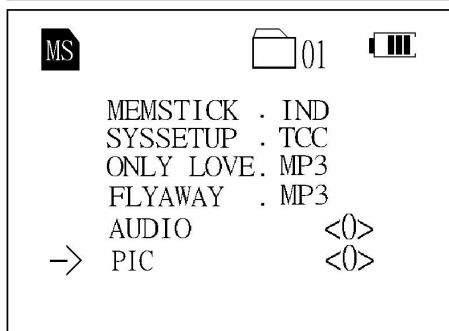 MS 01
MEMSTICK . IND
SYSSETUP . TCC
ONLY LOVE. MP3
FLYAWAY . MP3
AUDIO <0>
-> PIC <0>